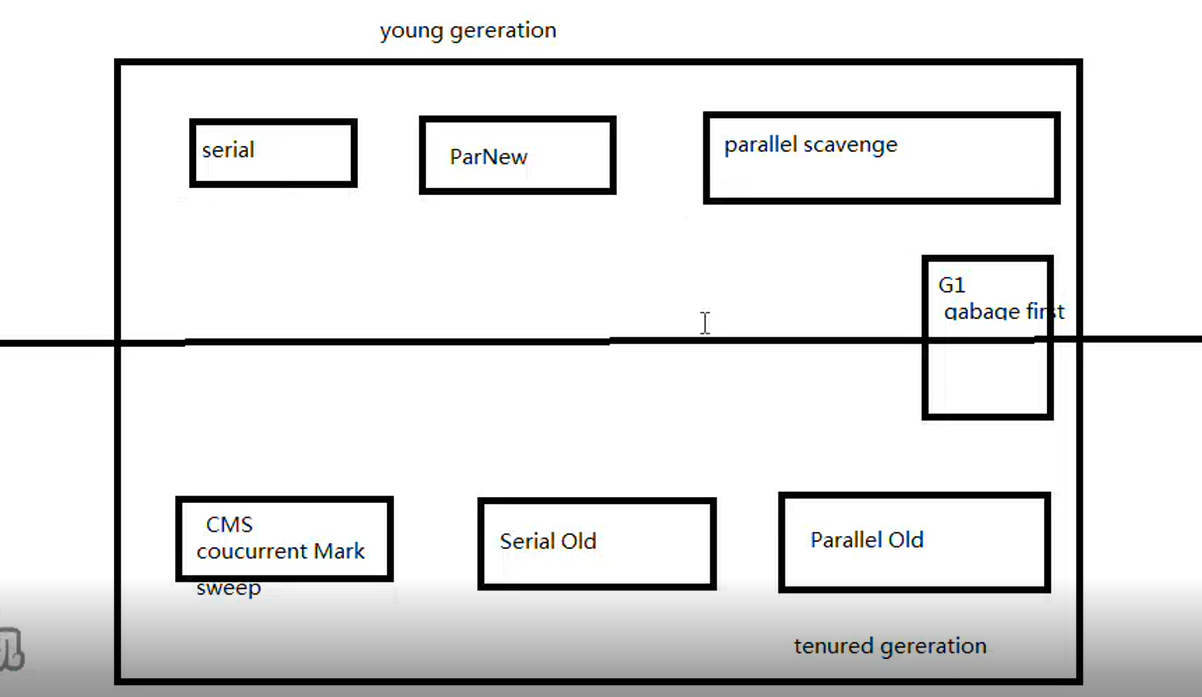 young gereration
serial
ParNew
parallel scavenge
G1
gabage first
CMS
coucurrent Mark
sweep
Serial Old
Parallel Old
tenured gereration